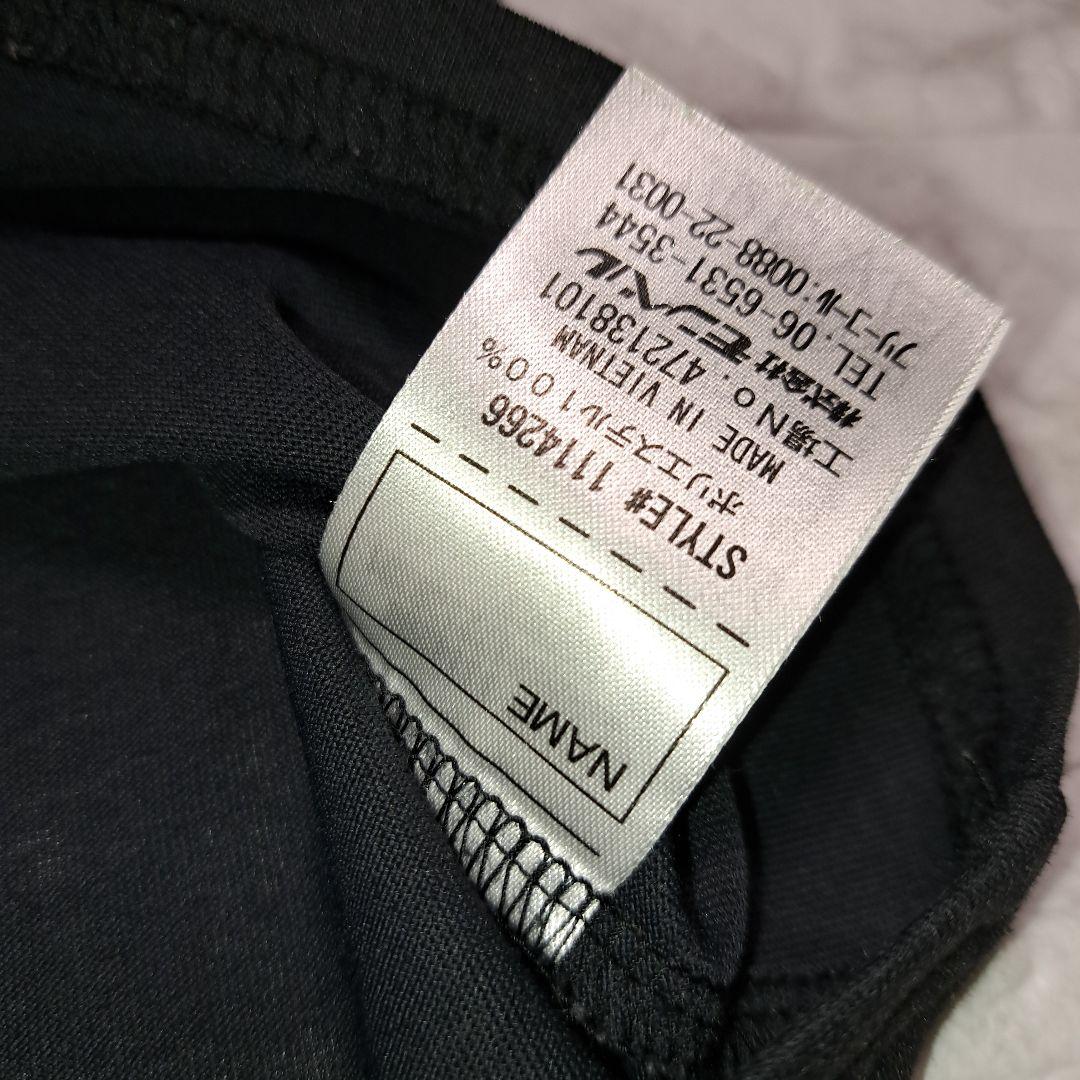 NAME
STYLE# 1114266
ポリエステル100%
MADE IN VIETNAM
工場No.472138101
株式会社モンベル
TEL.06-6531-3544
フリーコール:0088-22-0031